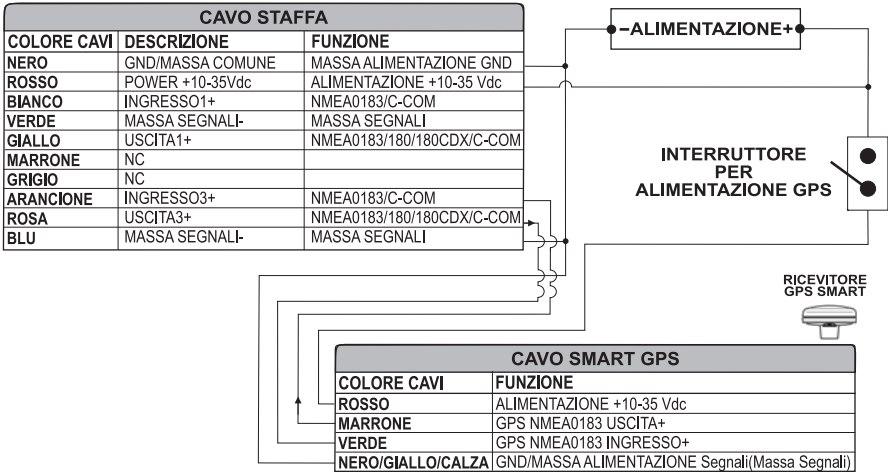 CAVO STAFFA
COLORE CAVI DESCRIZIONE FUNZIONE
NERO GND/MASSA COMUNE MASSA ALIMENTAZIONE GND
ROSSO POWER +10-35Vdc ALIMENTAZIONE +10-35 Vdc
BIANCO INGRESSO1+ NMEA0183/C-COM
VERDE MASSA SEGNALI- MASSA SEGNALI
GIALLO USCITA1+ NMEA0183/180/180CDX/C-COM
MARRONE NC
GRIGIO NC
ARANCIONE INGRESSO3+ NMEA0183/C-COM
ROSA USCITA3+ NMEA0183/180/180CDX/C-COM
BLU MASSA SEGNALI- MASSA SEGNALI
−ALIMENTAZIONE+
INTERRUTTORE
PER
ALIMENTAZIONE GPS
RICEVITORE
GPS SMART
CAVO SMART GPS
COLORE CAVI FUNZIONE
ROSSO ALIMENTAZIONE +10-35 Vdc
MARRONE GPS NMEA0183 USCITA+
VERDE GPS NMEA0183 INGRESSO+
NERO/GIALLO/CALZA GND/MASSA ALIMENTAZIONE Segnali(Massa Segnali)